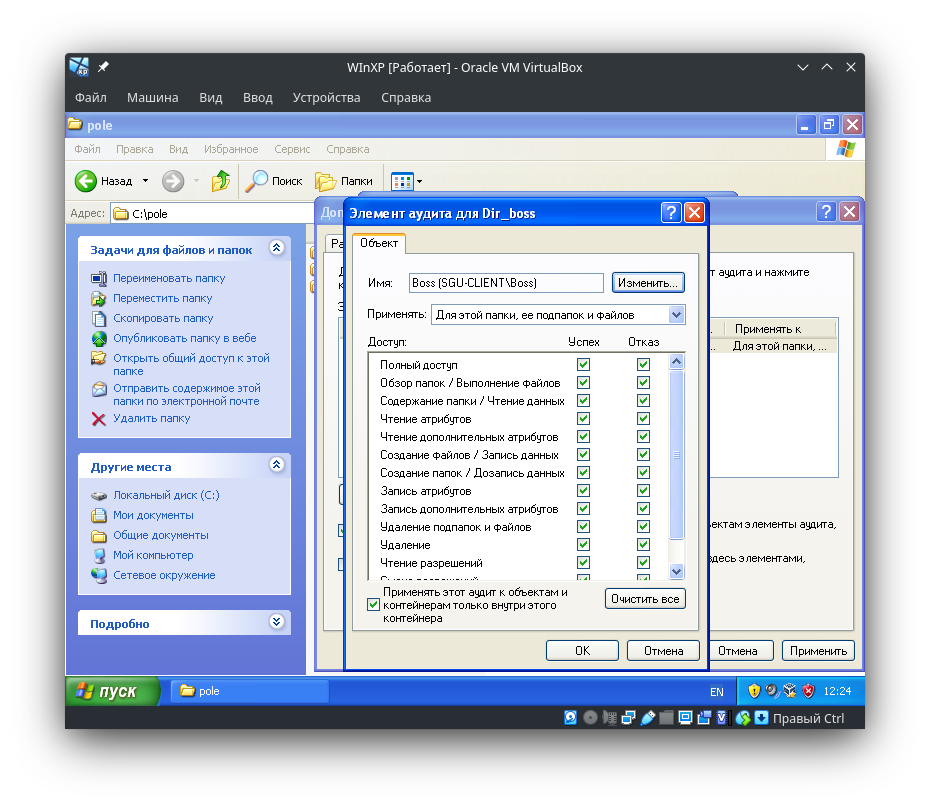 WInXP [Работает] - Oracle VM VirtualBox
Файл Машина Вид Ввод Устройства Справка
pole
Файл Правка Вид Избранное Сервис Справка
Назад Поиск Папки
Адрес: C:\pole
Задачи для файлов и папок
Переименовать папку
Переместить папку
Скопировать папку
Опубликовать папку в вебе
Открыть общий доступ к этой
папке
Отправить содержимое этой
папки по электронной почте
Удалить папку
Другие места
Локальный диск (C:)
Мои документы
Общие документы
Мой компьютер
Сетевое окружение
Подробно
Элемент аудита для Dir_boss
Объект
Имя: Boss (SGU-CLIENT\Boss) Изменить...
Применять: Для этой папки, ее подпапок и файлов
Доступ: Успех Отказ
Полный доступ
Обзор папок / Выполнение файлов
Содержание папки / Чтение данных
Чтение атрибутов
Чтение дополнительных атрибутов
Создание файлов / Запись данных
Создание папок / Дозапись данных
Запись атрибутов
Запись дополнительных атрибутов
Удаление подпапок и файлов
Удаление
Чтение разрешений
Применять этот аудит к объектам и
контейнерам только внутри этого
контейнера
Очистить все
OK Отмена
т аудита и нажмите
Применять к
Для этой папки, ...
ъектам элементы аудита,
здесь элементами,
Отмена Применить
пуск pole EN 12:24
Правый Ctrl